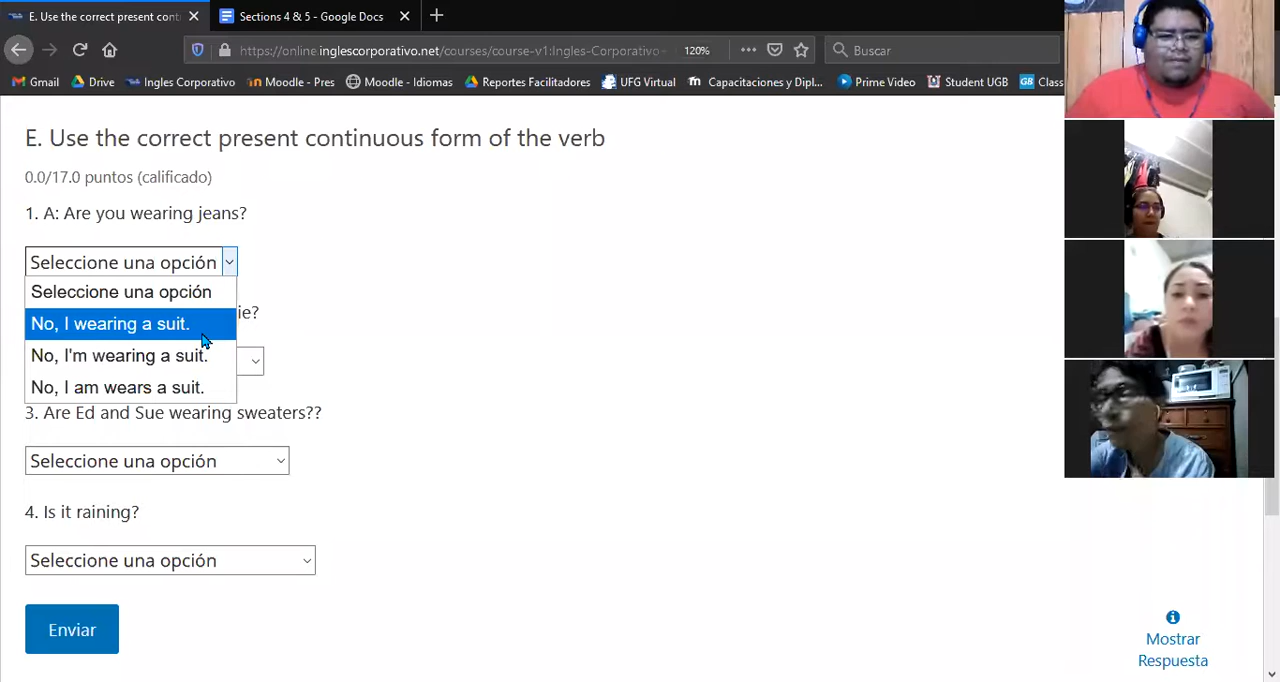 E. Use the correct present conti
Sections 4 & 5 - Google Docs
https://online.inglescorporativo.net/courses/course-v1:Ingles-Corporativo
120%
Buscar
Gmail
Drive
Ingles Corporativo
Moodle - Pres
Moodle - Idiomas
Reportes Facilitadores
UFG Virtual
Capacitaciones y Dipl...
Prime Video
Student UGB
Class
E. Use the correct present continuous form of the verb
0.0/17.0 puntos (calificado)
1. A: Are you wearing jeans?
Seleccione una opción
Seleccione una opción
No, I wearing a suit.
No, I'm wearing a suit.
No, I am wears a suit.
ie?
3. Are Ed and Sue wearing sweaters??
Seleccione una opción
4. Is it raining?
Seleccione una opción
Enviar
Mostrar
Respuesta